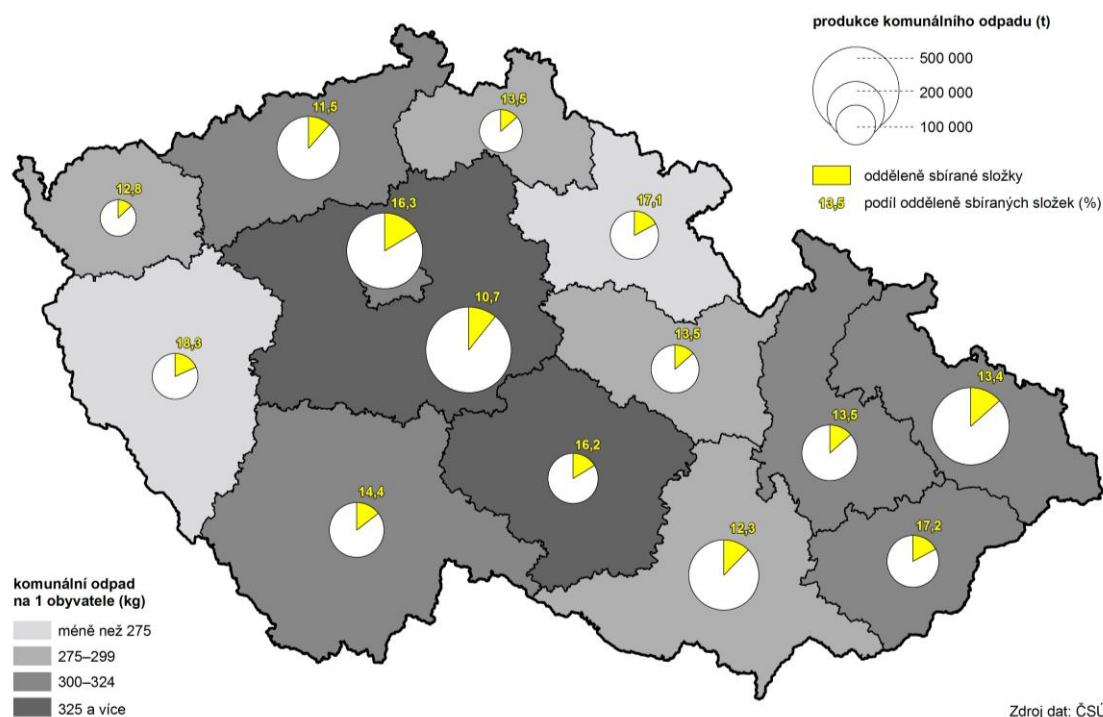 produkce komunálního odpadu (t)
500 000
200 000
100 000
odděleně sbírané složky
13,5 podíl odděleně sbíraných složek (%)
11,5
13,5
12,8
16,3
17,1
10,7
18,3
13,5
13,4
16,2
13,5
14,4
12,3
17,2
komunální odpad
na 1 obyvatele (kg)
méně než 275
275–299
300–324
325 a více
Zdroj dat: ČSÚ